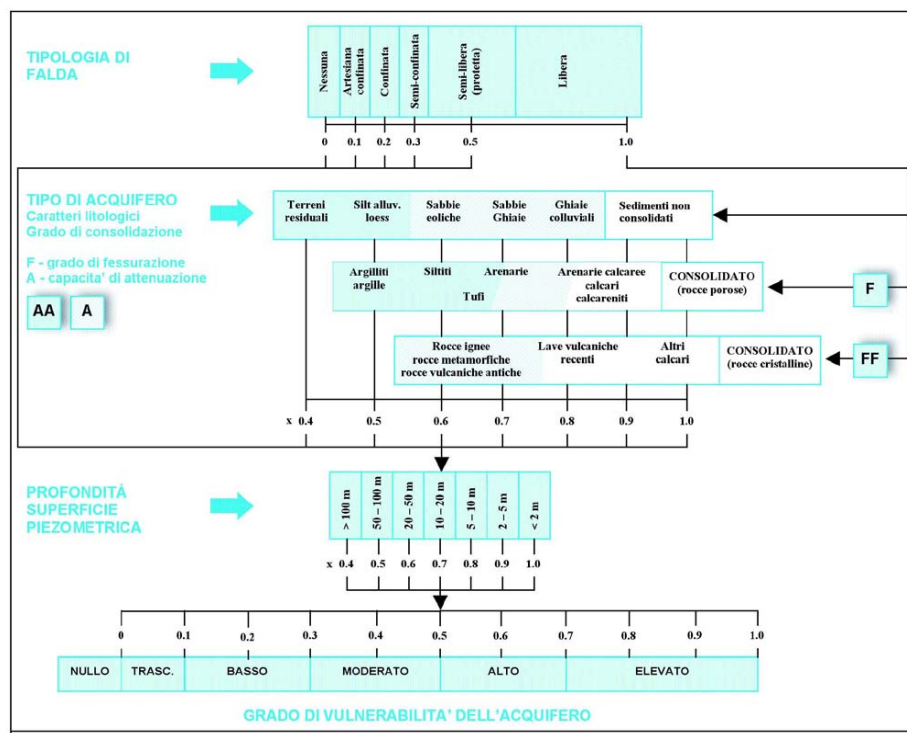 TIPOLOGIA DI
FALDA
Nessuna
Artesiana
confinata
Confinata
Semi-confinata
Semi-libera
(protetta)
Libera
0 0.1 0.2 0.3 0.5 1.0
TIPO DI ACQUIFERO
Caratteri litologici
Grado di consolidazione
F - grado di fessurazione
A - capacita' di attenuazione
AA A
Terreni
residuali
Silt alluv.
loess
Sabbie
eoliche
Sabbie
Ghiaie
Ghiaie
colluviali
Sedimenti non
consolidati
Argilliti
argille
Siltiti
Arenarie
Tufi
Arenarie calcaree
calcari
calcareniti
CONSOLIDATO
(rocce porose)
F
Rocce ignee
rocce metamorfiche
rocce vulcaniche antiche
Lave vulcaniche
recenti
Altri
calcari
CONSOLIDATO
(rocce cristalline)
FF
x 0.4 0.5 0.6 0.7 0.8 0.9 1.0
PROFONDITÀ
SUPERFICIE
PIEZOMETRICA
> 100 m
50 – 100 m
20 – 50 m
10 – 20 m
5 – 10 m
2 – 5 m
< 2 m
x 0.4 0.5 0.6 0.7 0.8 0.9 1.0
0 0.1 0.2 0.3 0.4 0.5 0.6 0.7 0.8 0.9 1.0
NULLO TRASC. BASSO MODERATO ALTO ELEVATO
GRADO DI VULNERABILITA' DELL'ACQUIFERO